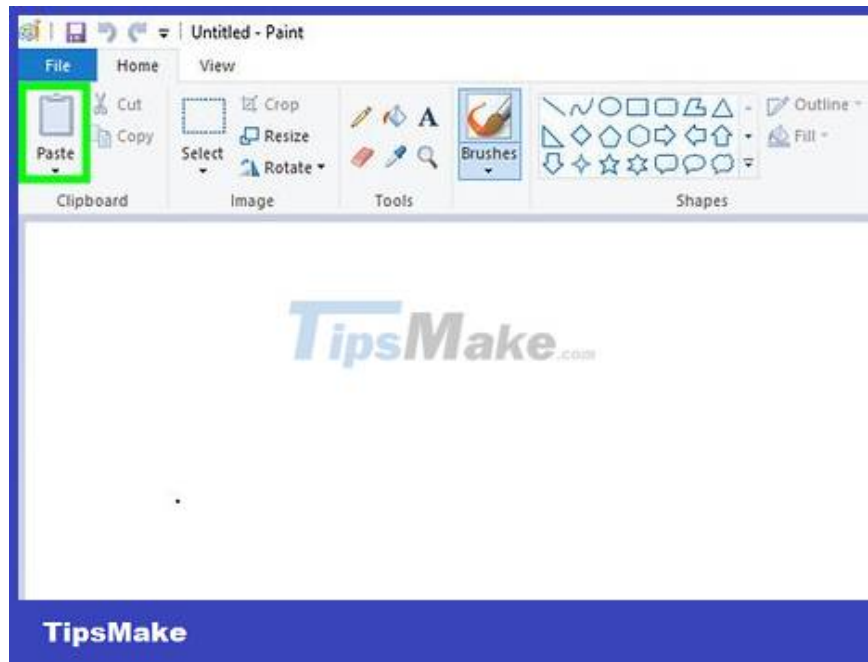 Untitled - Paint
File Home View
Paste
Cut
Copy
Clipboard
Select
Crop
Resize
Rotate
Image
A
Tools
Brushes
Outline
Fill
Shapes
TipsMake.com
TipsMake